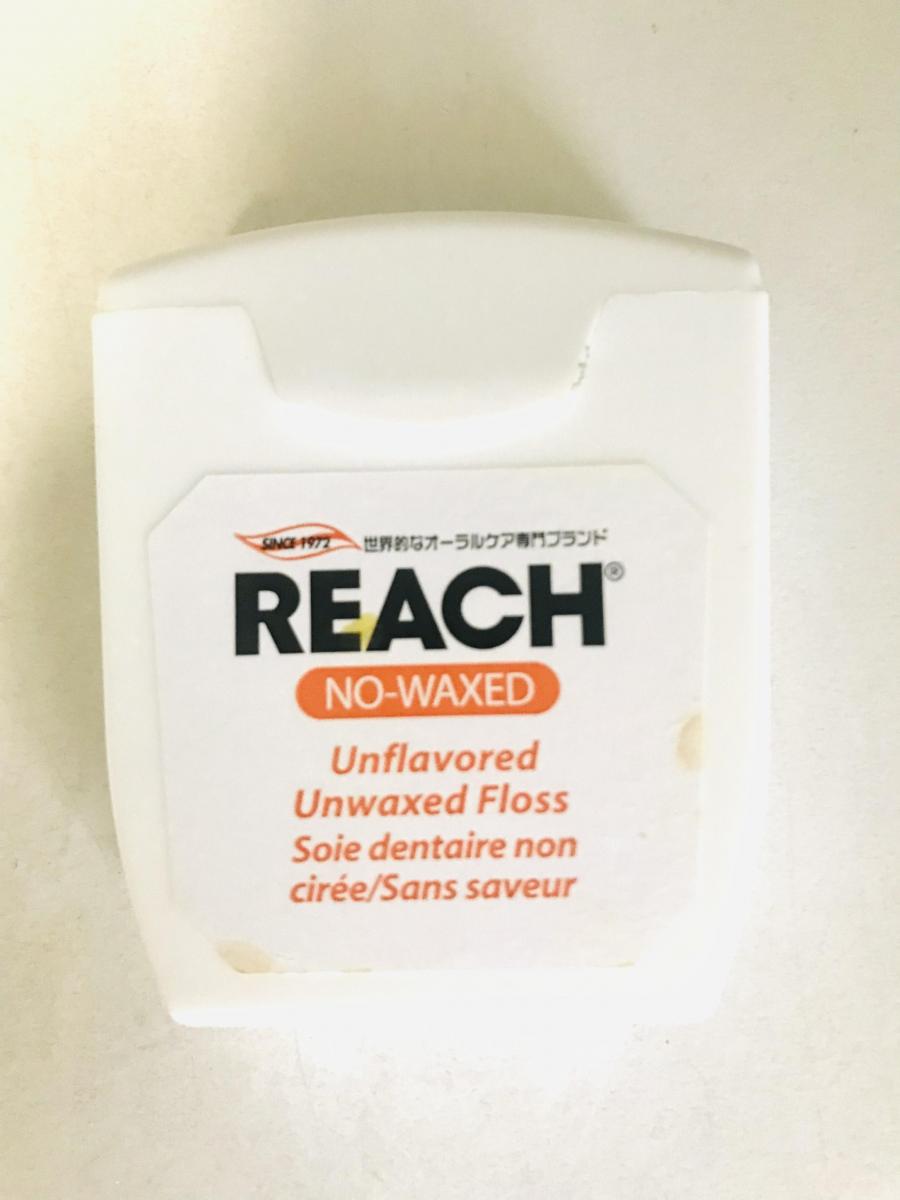 SINCE 1972 世界的なオーラルケア専門ブランド
REACH®
NO-WAXED
Unflavored
Unwaxed Floss
Soie dentaire non
cirée/Sans saveur